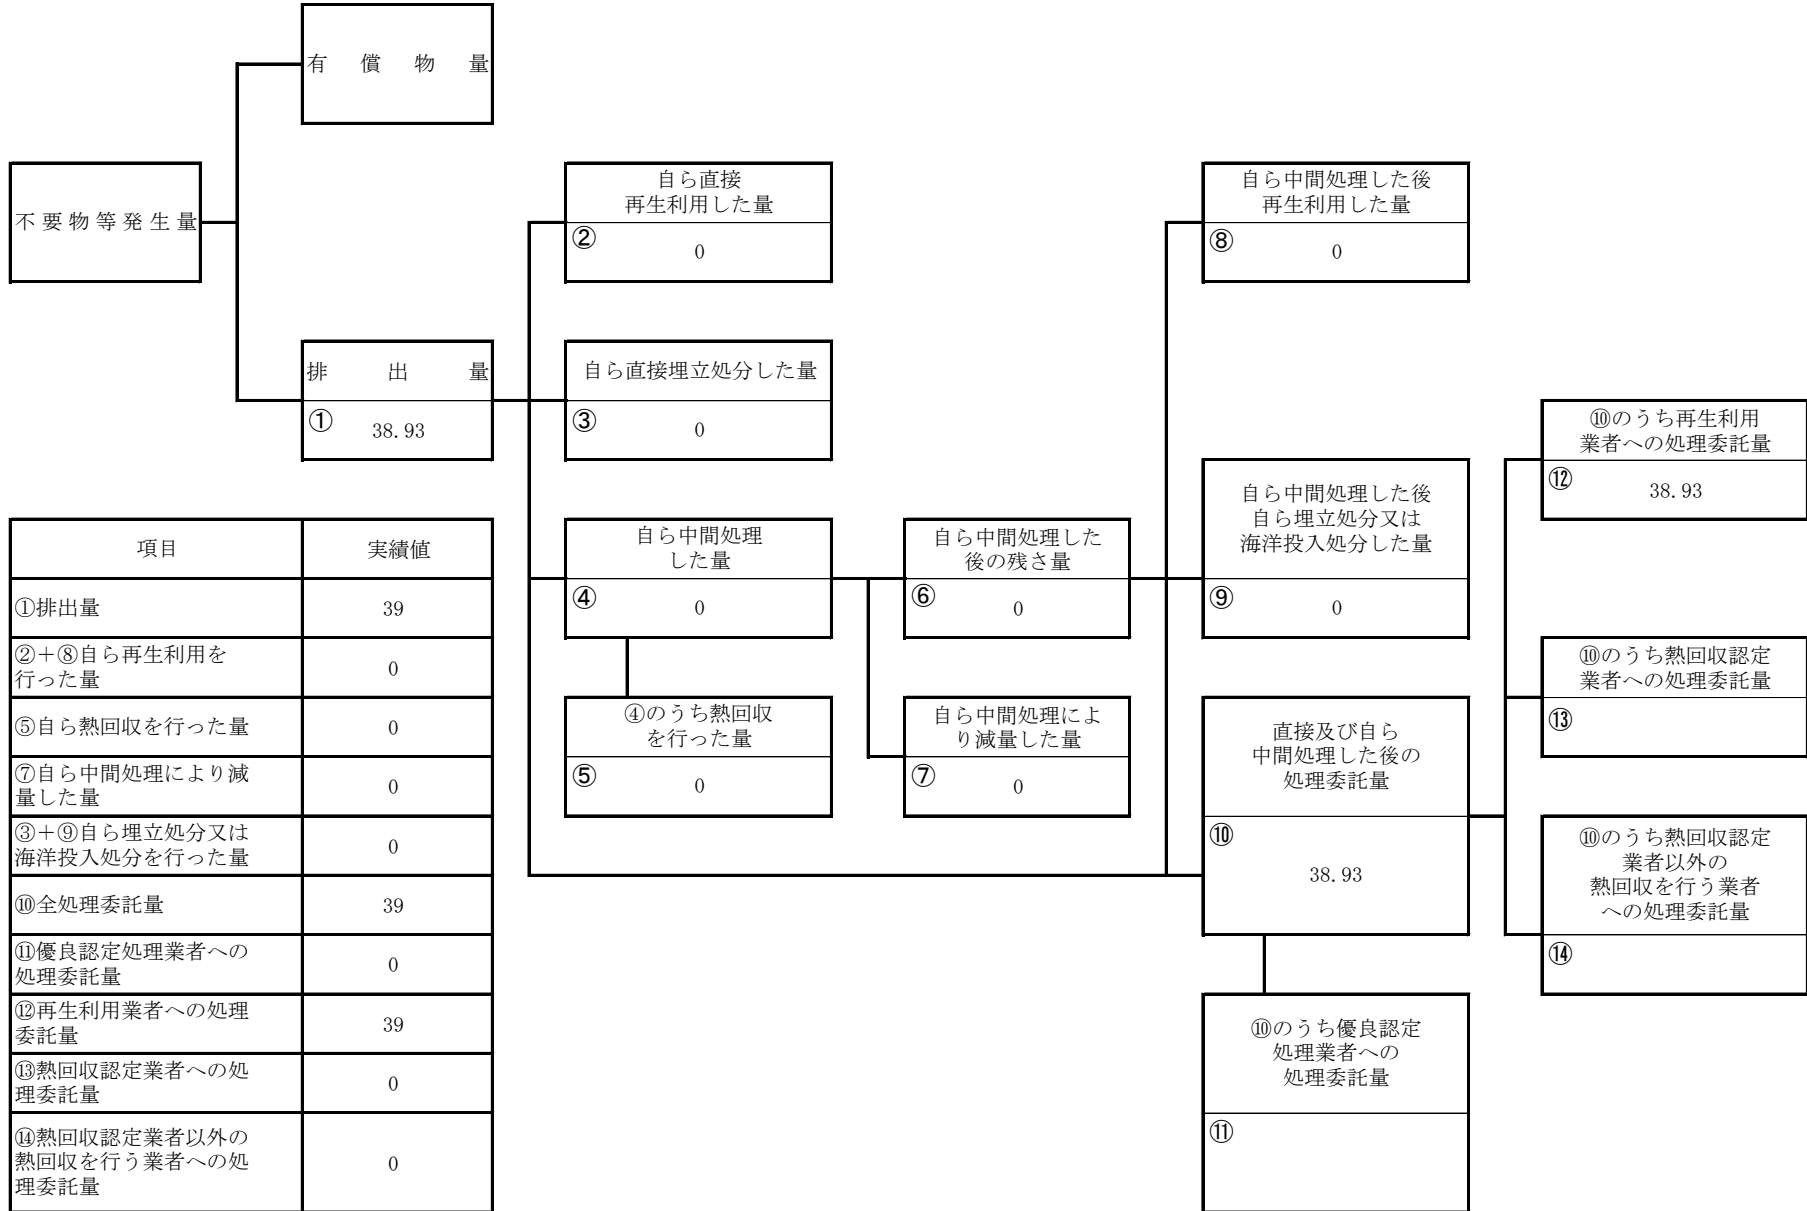 有償物量
不要物等発生量
排出量
① 38.93
自ら直接
再生利用した量
② 0
自ら直接埋立処分した量
③ 0
自ら中間処理
した量
④ 0
④のうち熱回収
を行った量
⑤ 0
自ら中間処理した
後の残さ量
⑥ 0
自ら中間処理によ
り減量した量
⑦ 0
自ら中間処理した後
再生利用した量
⑧ 0
自ら中間処理した後
自ら埋立処分又は
海洋投入処分した量
⑨ 0
直接及び自ら
中間処理した後の
処理委託量
⑩
38.93
⑩のうち優良認定
処理業者への
処理委託量
⑪
⑩のうち再生利用
業者への処理委託量
⑫ 38.93
⑩のうち熱回収認定
業者への処理委託量
⑬
⑩のうち熱回収認定
業者以外の
熱回収を行う業者
への処理委託量
⑭
項目 実績値
①排出量 39
②+⑧自ら再生利用を
行った量 0
⑤自ら熱回収を行った量 0
⑦自ら中間処理により減
量した量 0
③+⑨自ら埋立処分又は
海洋投入処分を行った量 0
⑩全処理委託量 39
⑪優良認定処理業者への
処理委託量 0
⑫再生利用業者への処理
委託量 39
⑬熱回収認定業者への処
理委託量 0
⑭熱回収認定業者以外の
熱回収を行う業者への処
理委託量 0